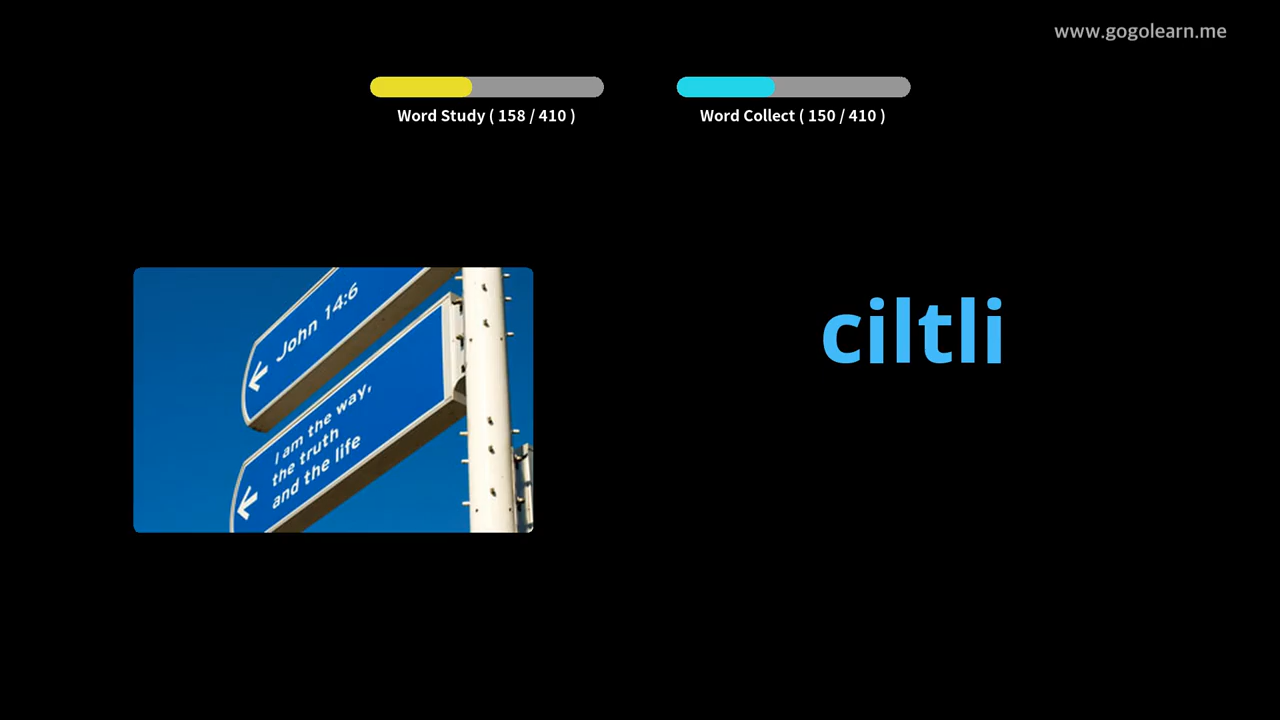 www.gogolearn.me
Word Study ( 158 / 410 )
Word Collect ( 150 / 410 )
John 14:6
I am the way,
the truth
and the life
ciltli